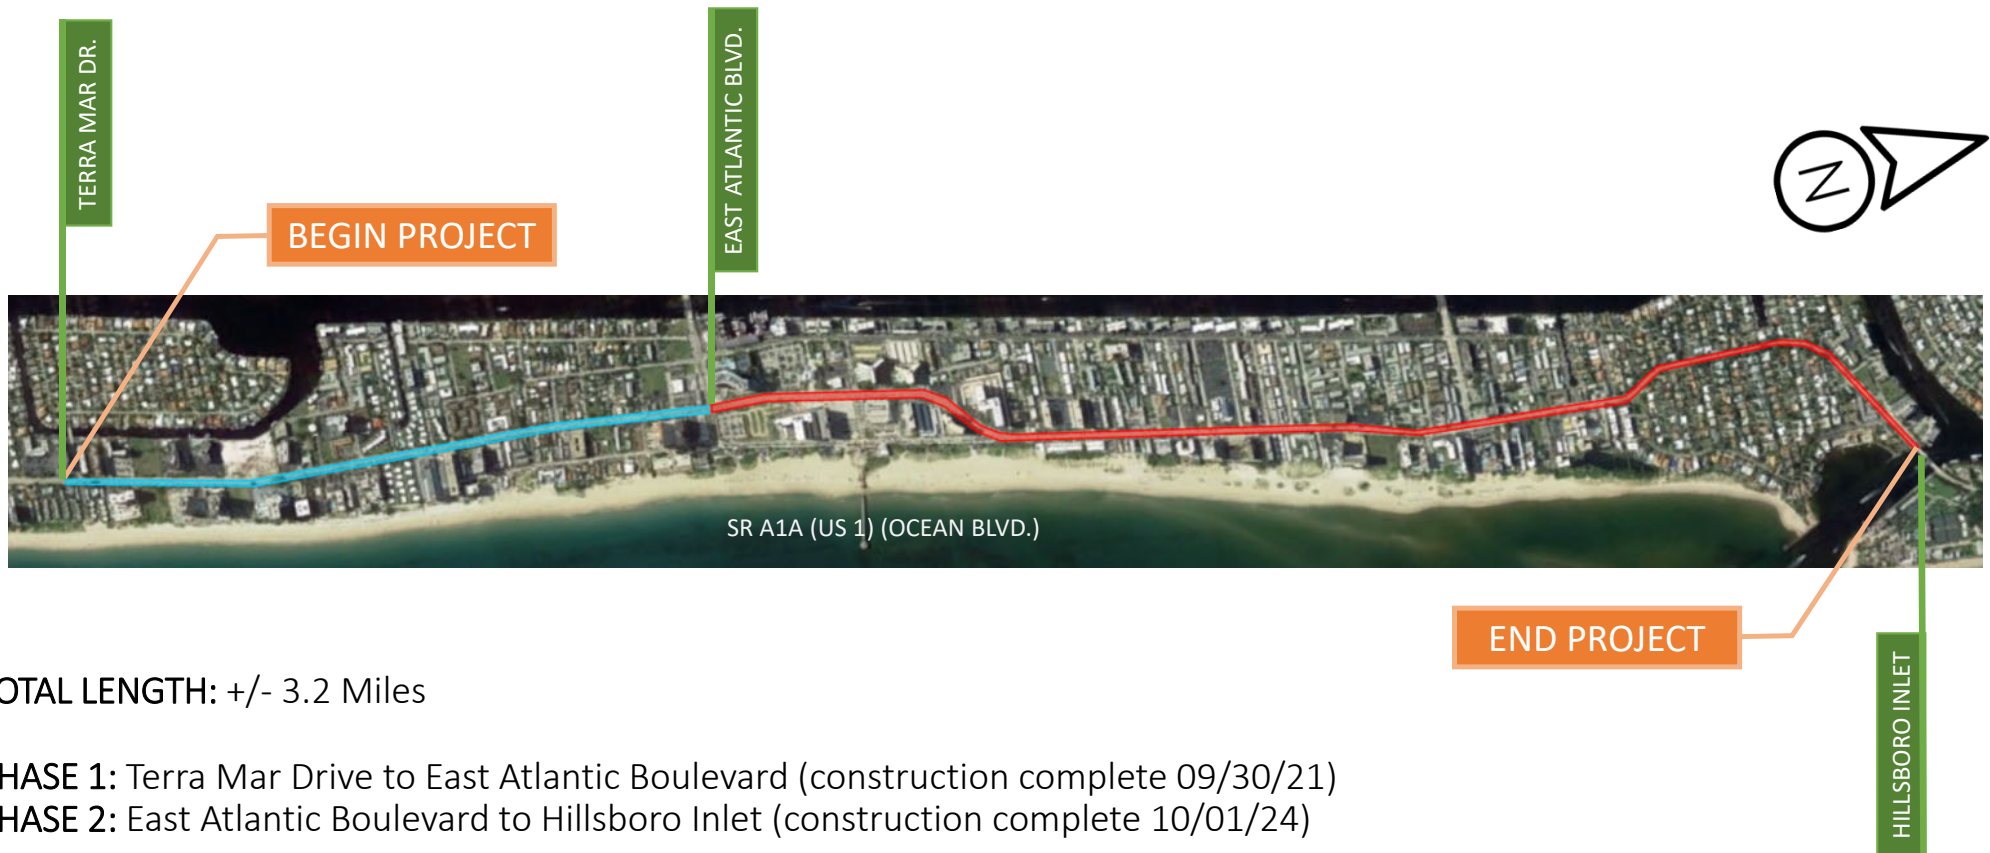 TERRA MAR DR.
EAST ATLANTIC BLVD.
N
BEGIN PROJECT
SR A1A (US 1) (OCEAN BLVD.)
END PROJECT
HILLSBORO INLET
OTAL LENGTH: +/- 3.2 Miles
HASE 1: Terra Mar Drive to East Atlantic Boulevard (construction complete 09/30/21)
HASE 2: East Atlantic Boulevard to Hillsboro Inlet (construction complete 10/01/24)